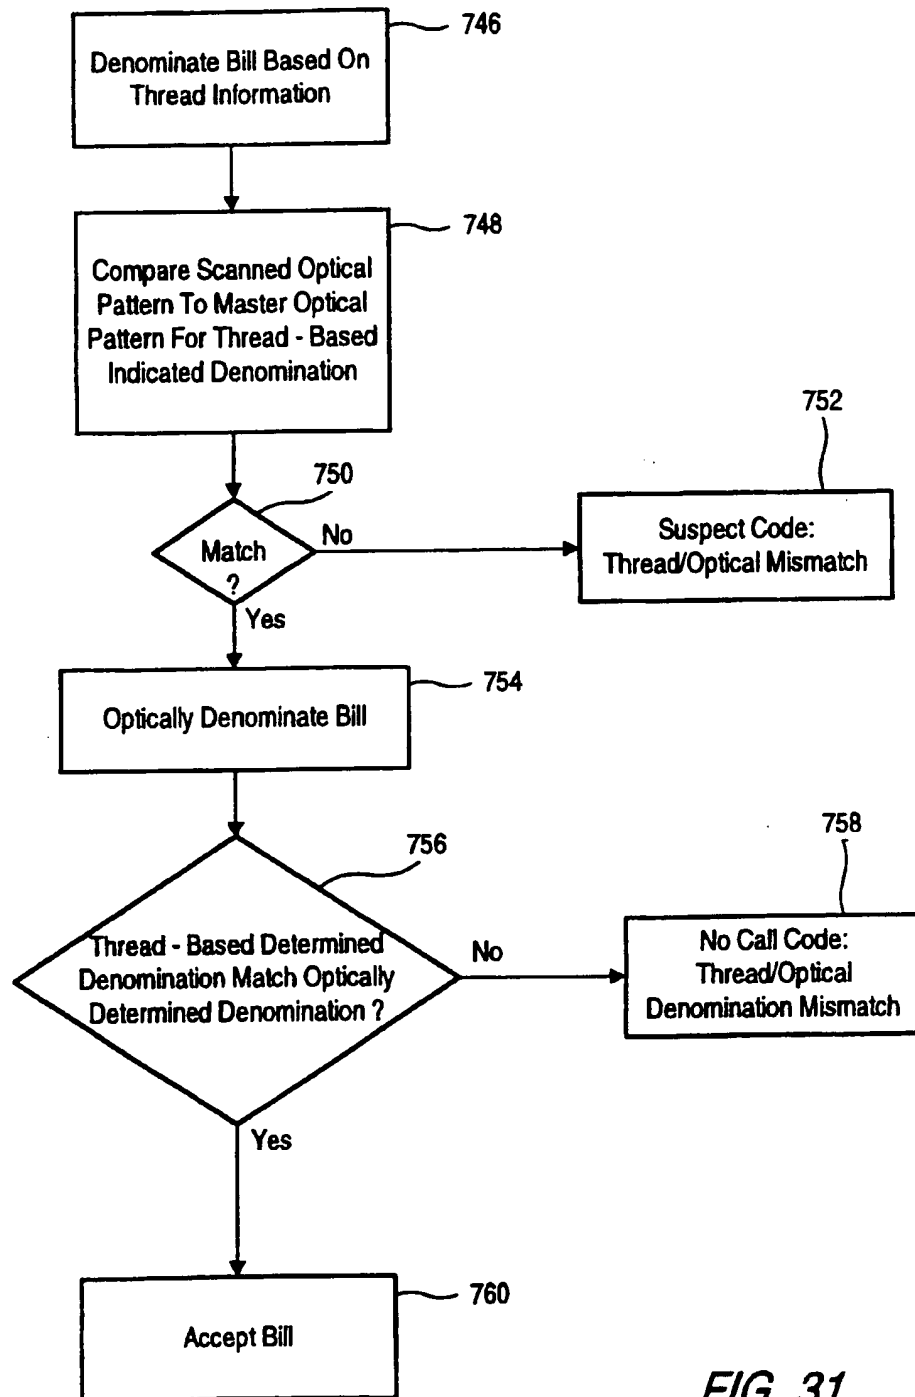 746
Denominate Bill Based On
Thread Information
748
Compare Scanned Optical
Pattern To Master Optical
Pattern For Thread - Based
Indicated Denomination
752
750
Match
?
No
Suspect Code:
Thread/Optical Mismatch
Yes
754
Optically Denominate Bill
758
756
Thread - Based Determined
Denomination Match Optically
Determined Denomination ?
No
No Call Code:
Thread/Optical
Denomination Mismatch
Yes
760
Accept Bill
FIG. 31